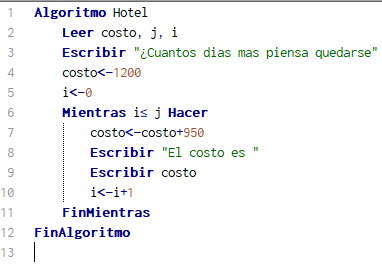 1 Algoritmo Hotel
2 Leer costo, j, i
3 Escribir "¿Cuantos dias mas piensa quedarse"
4 costo<-1200
5 i<-0
6 Mientras i≤ j Hacer
7 costo<-costo+950
8 Escribir "El costo es "
9 Escribir costo
10 i<-i+1
11 FinMientras
12 FinAlgoritmo
13